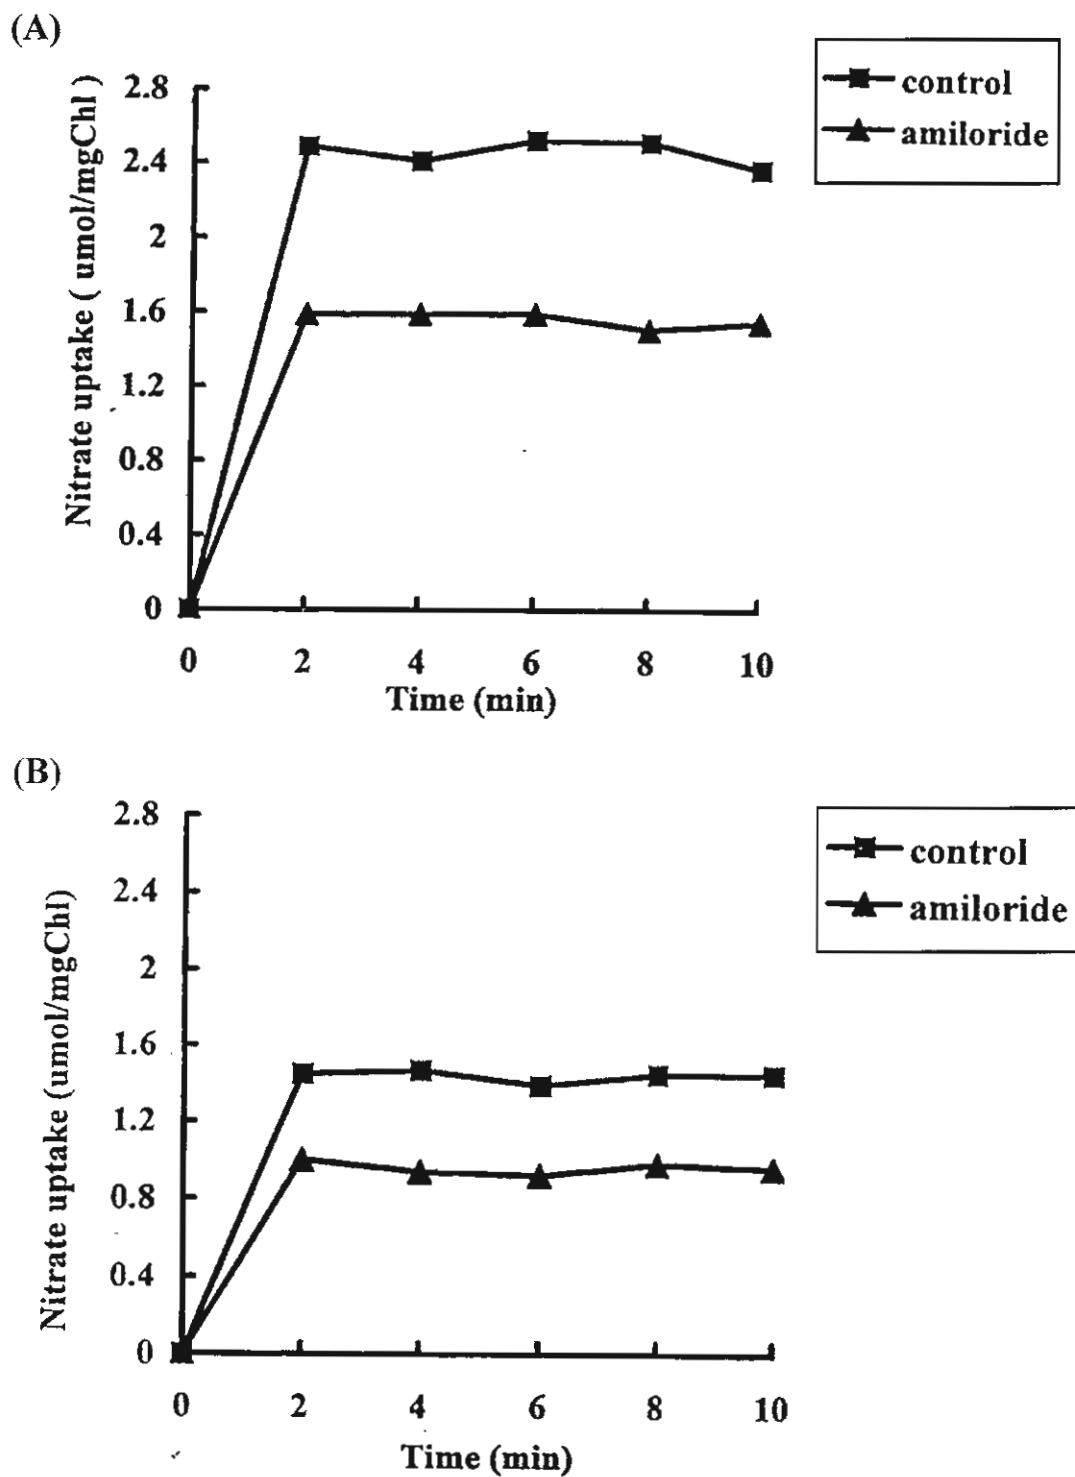 (A)
control
amiloride
2.8
2.4
2
1.6
1.2
0.8
0.4
0
Nitrate uptake ( umol/mgChl )
0 2 4 6 8 10
Time (min)
(B)
control
amiloride
2.8
2.4
2
1.6
1.2
0.8
0.4
0
Nitrate uptake (umol/mgChl)
0 2 4 6 8 10
Time (min)